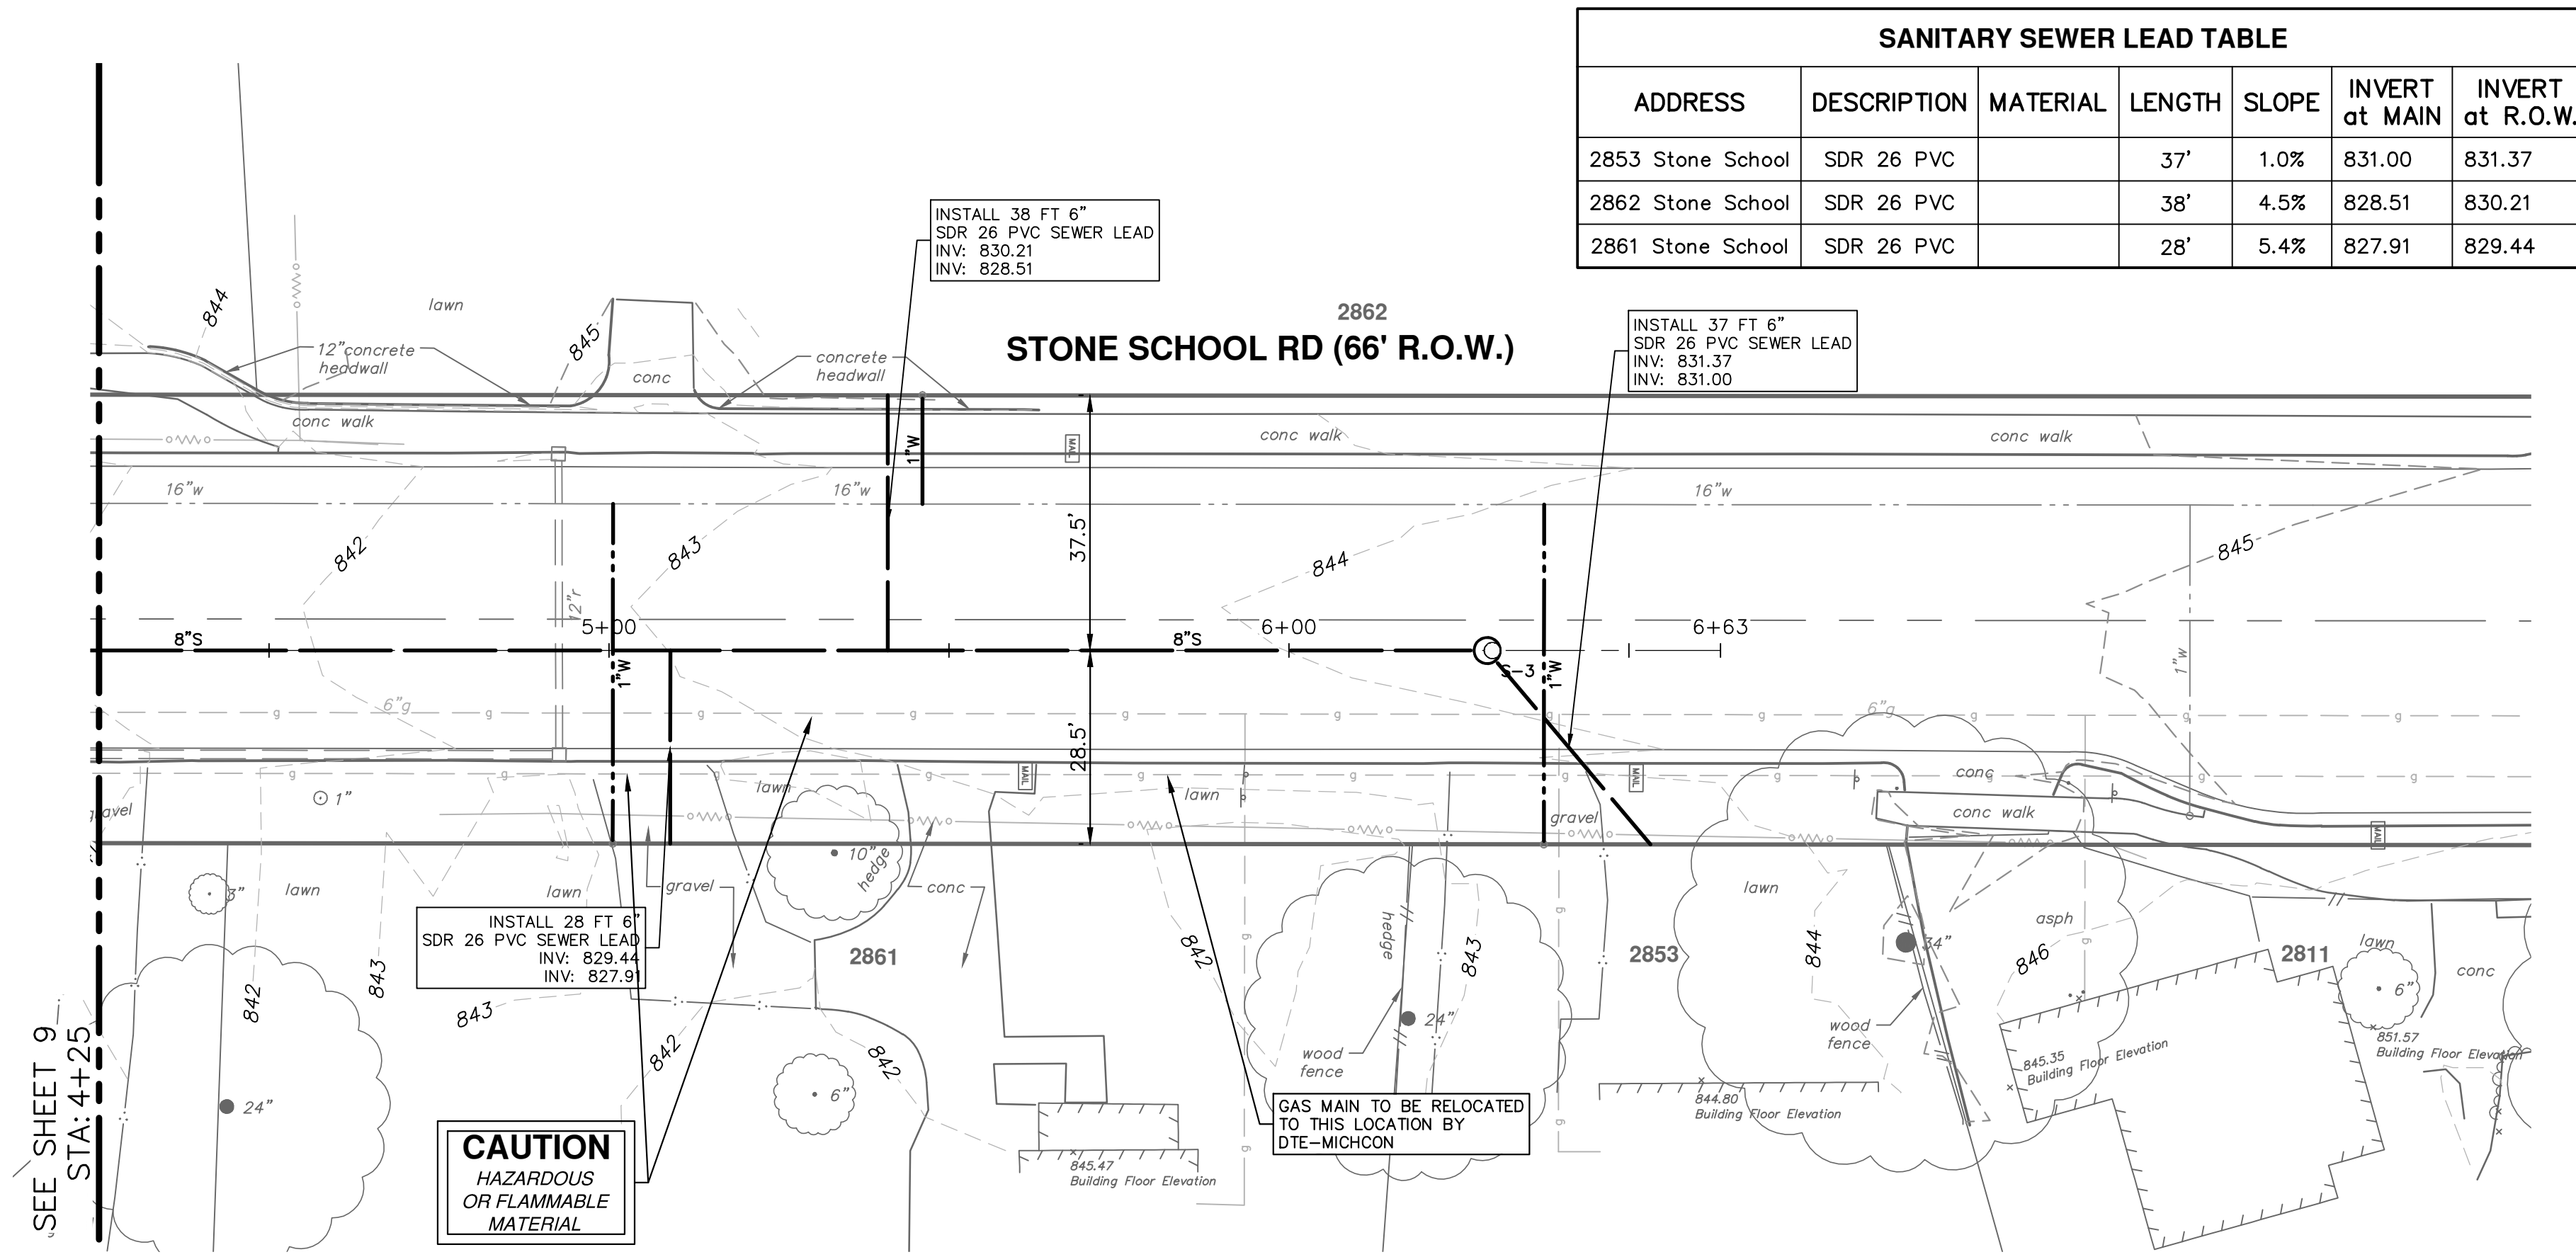 SANITARY SEWER LEAD TABLE
ADDRESS DESCRIPTION MATERIAL LENGTH SLOPE INVERT at MAIN INVERT at R.O.W.
2853 Stone School SDR 26 PVC 37' 1.0% 831.00 831.37
2862 Stone School SDR 26 PVC 38' 4.5% 828.51 830.21
2861 Stone School SDR 26 PVC 28' 5.4% 827.91 829.44
INSTALL 38 FT 6"
SDR 26 PVC SEWER LEAD
INV: 830.21
INV: 828.51
2862
STONE SCHOOL RD (66' R.O.W.)
INSTALL 37 FT 6"
SDR 26 PVC SEWER LEAD
INV: 831.37
INV: 831.00
844
lawn
845
12"concrete
headwall
conc
concrete
headwall
conc walk
1"W
MAIL
conc walk
conc walk
16"w
16"w
16"w
842
843
37.5'
844
845
12"r
5+00
6+00
6+63
8"S
8"S
1"W
S-3
1"W
1"w
6"g
g
g
g
g
g
g
6"g
g
g
g
g
g
28.5'
g
g
g
g
MAIL
g
g
MAIL
g
g
g
g
1"
lawn
lawn
conc
gravel
conc walk
gravel
MAIL
10"
hedge
3"
lawn
lawn
gravel
conc
lawn
hedge
asph
INSTALL 28 FT 6"
SDR 26 PVC SEWER LEAD
INV: 829.44
INV: 827.91
2861
842
843
2853
844
34"
846
2811
lawn
conc
6"
842
843
843
842
842
24"
wood
fence
wood
fence
851.57
Building Floor Elevation
845.35
Building Floor Elevation
844.80
Building Floor Elevation
24"
6"
g
g
g
g
g
SEE SHEET 9
STA: 4+25
g
CAUTION
HAZARDOUS
OR FLAMMABLE
MATERIAL
GAS MAIN TO BE RELOCATED
TO THIS LOCATION BY
DTE-MICHCON
845.47
Building Floor Elevation